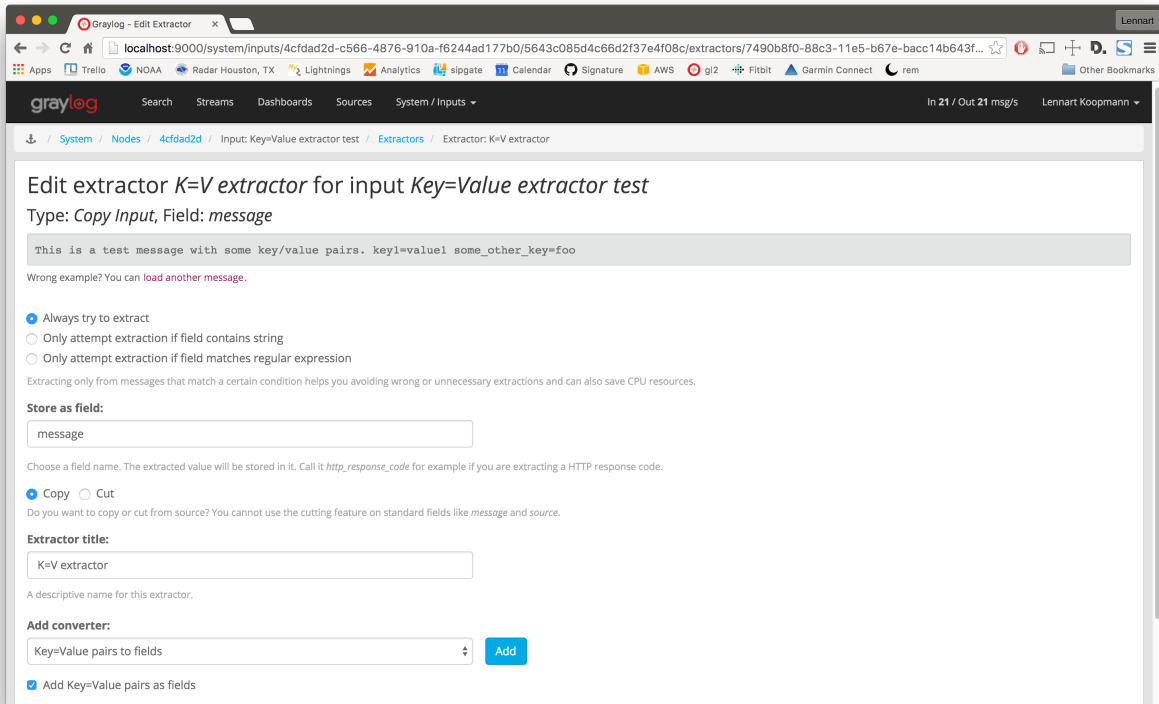 Graylog - Edit Extractor
Lennart
localhost:9000/system/inputs/4cfdad2d-c566-4876-910a-f6244ad177b0/5643c085d4c66d2f37e4f08c/extractors/7490b8f0-88c3-11e5-b67e-bacc14b643f...
Apps Trello NOAA Radar Houston, TX Lightnings Analytics sipgate Calendar Signature AWS gl2 Fitbit Garmin Connect rem Other Bookmarks
graylog Search Streams Dashboards Sources System / Inputs In 21 / Out 21 msg/s Lennart Koopmann
/ System / Nodes / 4cfdad2d / Input: Key=Value extractor test / Extractors / Extractor: K=V extractor
Edit extractor K=V extractor for input Key=Value extractor test
Type: Copy Input, Field: message
This is a test message with some key/value pairs. key1=value1 some_other_key=foo
Wrong example? You can load another message.
Always try to extract
Only attempt extraction if field contains string
Only attempt extraction if field matches regular expression
Extracting only from messages that match a certain condition helps you avoiding wrong or unnecessary extractions and can also save CPU resources.
Store as field:
message
Choose a field name. The extracted value will be stored in it. Call it http_response_code for example if you are extracting a HTTP response code.
Copy Cut
Do you want to copy or cut from source? You cannot use the cutting feature on standard fields like message and source.
Extractor title:
K=V extractor
A descriptive name for this extractor.
Add converter:
Key=Value pairs to fields Add
Add Key=Value pairs as fields